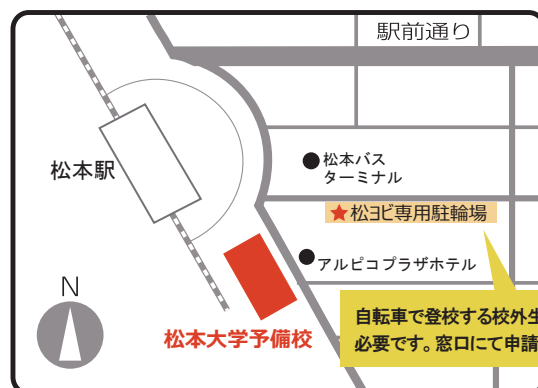 駅前通り
松本駅
松本バス
ターミナル
★松コビ専用駐輪場
アルピコプラザホテル
N
松本大学予備校
自転車で登校する校外生
必要です。窓口にて申請